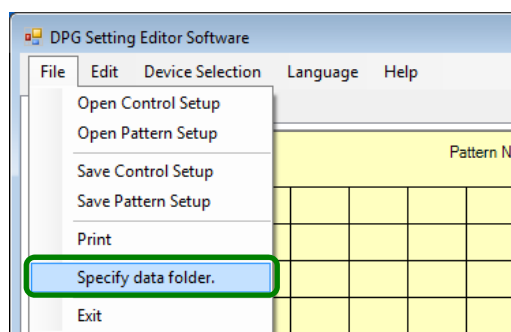 DPG Setting Editor Software
File Edit Device Selection Language Help
Open Control Setup
Open Pattern Setup
Pattern N
Save Control Setup
Save Pattern Setup
Print
Specify data folder.
Exit